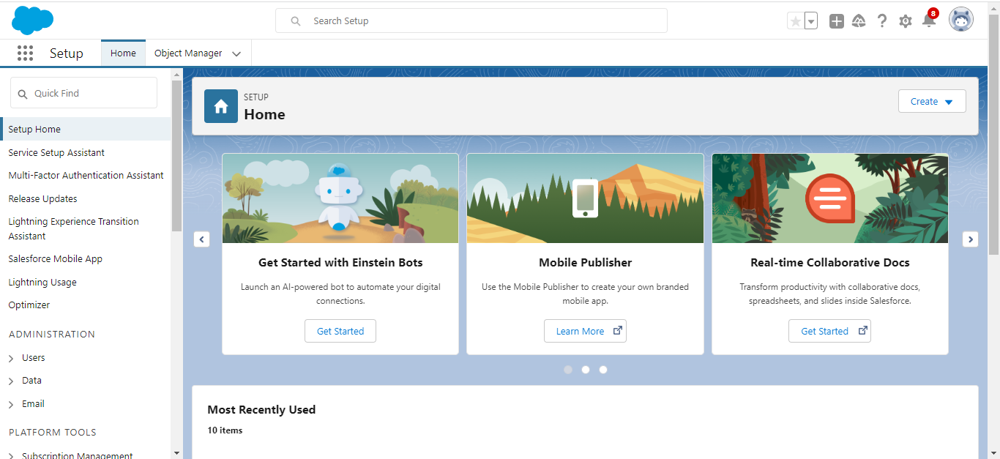 Search Setup
8
Setup
Home
Object Manager
Quick Find
Setup Home
Service Setup Assistant
Multi-Factor Authentication Assistant
Release Updates
Lightning Experience Transition
Assistant
Salesforce Mobile App
Lightning Usage
Optimizer
ADMINISTRATION
Users
Data
Email
PLATFORM TOOLS
Subscription Management
SETUP
Home
Create
Get Started with Einstein Bots
Launch an AI-powered bot to automate your digital
connections.
Get Started
Mobile Publisher
Use the Mobile Publisher to create your own branded
mobile app.
Learn More
Real-time Collaborative Docs
Transform productivity with collaborative docs,
spreadsheets, and slides inside Salesforce.
Get Started
Most Recently Used
10 items